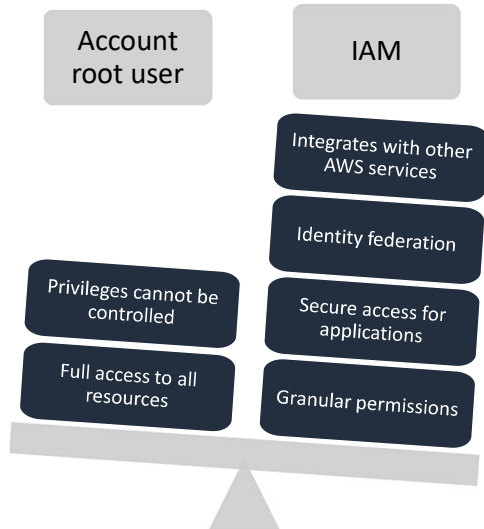 Account
root user
IAM
Privileges cannot be
controlled
Full access to all
resources
Integrates with other
AWS services
Identity federation
Secure access for
applications
Granular permissions